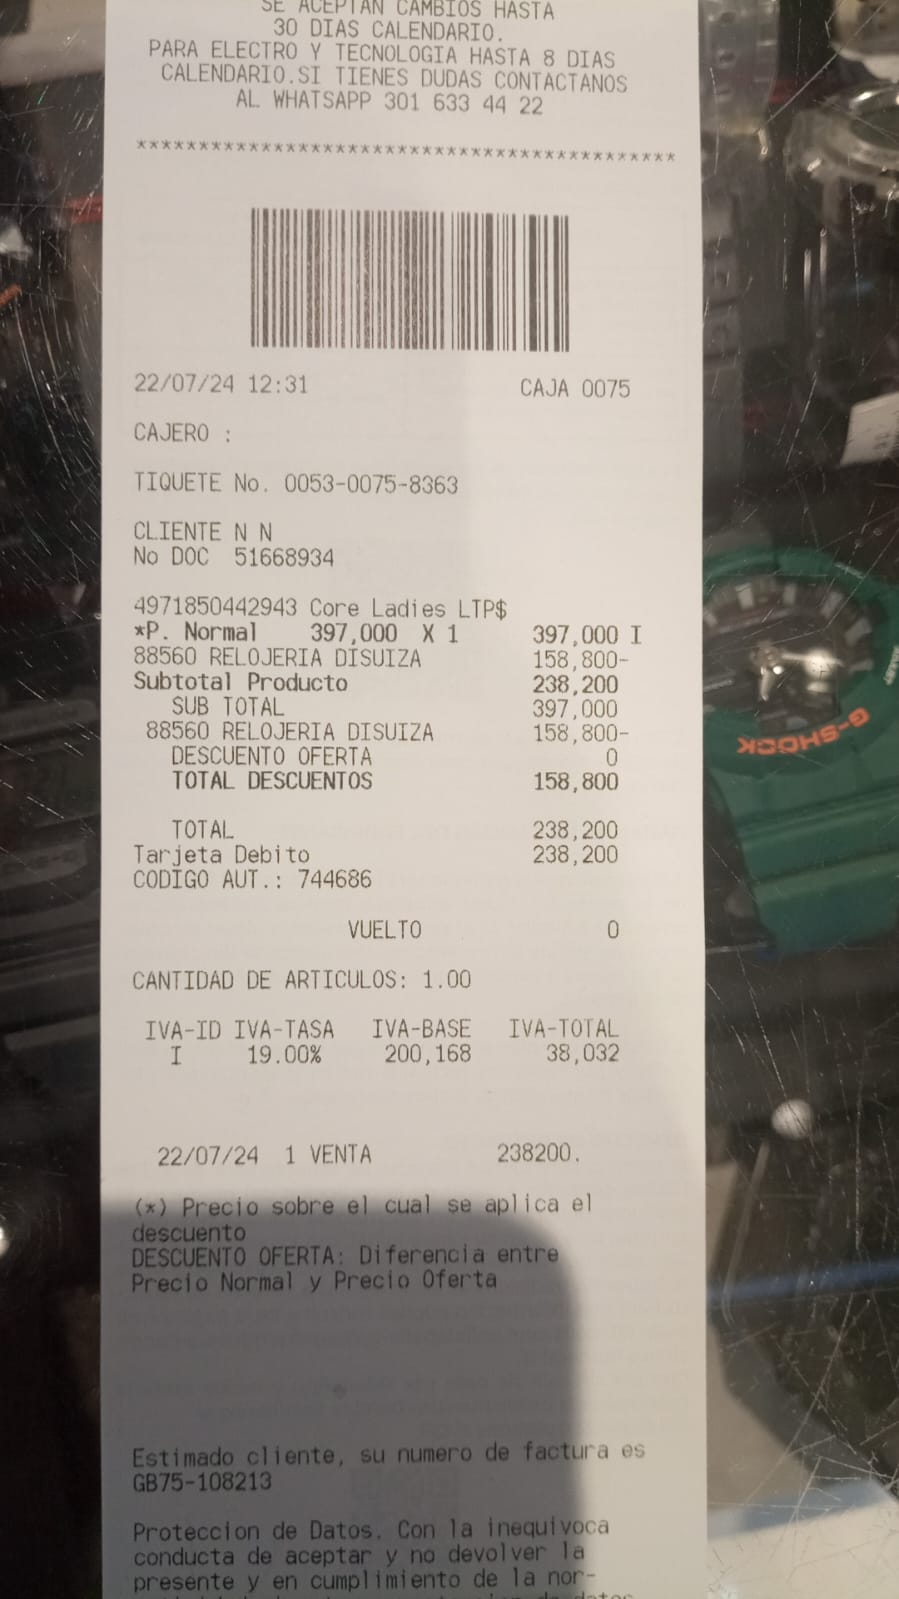 SE ACEPTAN CAMBIOS HASTA
30 DIAS CALENDARIO.
PARA ELECTRO Y TECNOLOGIA HASTA 8 DIAS
CALENDARIO.SI TIENES DUDAS CONTACTANOS
AL WHATSAPP 301 633 44 22
*******************************************
22/07/24 12:31 CAJA 0075
CAJERO :
TIQUETE No. 0053-0075-8363
CLIENTE N N
No DOC 51668934
4971850442943 Core Ladies LTP$
*P. Normal 397,000 X 1 397,000 I
88560 RELOJERIA DISUIZA 158,800-
Subtotal Producto 238,200
SUB TOTAL 397,000
88560 RELOJERIA DISUIZA 158,800-
DESCUENTO OFERTA 0
TOTAL DESCUENTOS 158,800
TOTAL 238,200
Tarjeta Debito 238,200
CODIGO AUT.: 744686
VUELTO 0
CANTIDAD DE ARTICULOS: 1.00
IVA-ID IVA-TASA IVA-BASE IVA-TOTAL
I 19.00% 200,168 38,032
22/07/24 1 VENTA 238200.
(*) Precio sobre el cual se aplica el
descuento
DESCUENTO OFERTA: Diferencia entre
Precio Normal y Precio Oferta
Estimado cliente, su numero de factura es
GB75-108213
Proteccion de Datos. Con la inequivoca
conducta de aceptar y no devolver la
presente y en cumplimiento de la nor-
G-SHOCK